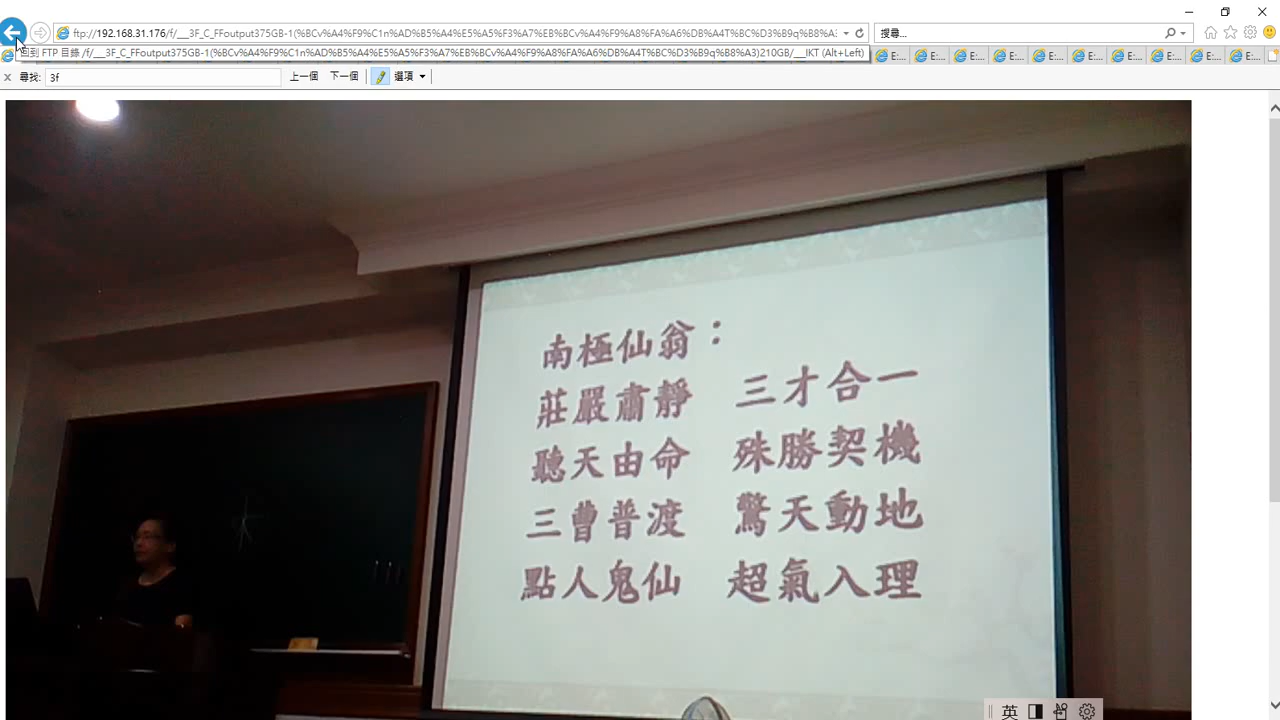 ftp://192.168.31.176/f/___3F_C_FFoutput375GB-1(%BCv%A4%F9%C1n%AD%B5%A4%E5%A5%F3%A7%EB%BCv%A4%F9%A8%FA%A6%DB%A4T%BC%D3%B9q%B8%A
搜尋...
回到 FTP 目錄 /f/___3F_C_FFoutput375GB-1(%BCv%A4%F9%C1n%AD%B5%A4%E5%A5%F3%A7%EB%BCv%A4%F9%A8%FA%A6%DB%A4T%BC%D3%B9q%B8%A3)210GB/___IKT (Alt+Left)
E:... E:... E:... E:... E:... E:... E:... E:... E:... E:...
尋找: 3f 上一個 下一個 選項
南極仙翁：
莊嚴肅靜 三才合一
聽天由命 殊勝契機
三曹普渡 驚天動地
點人鬼仙 超氣入理
英